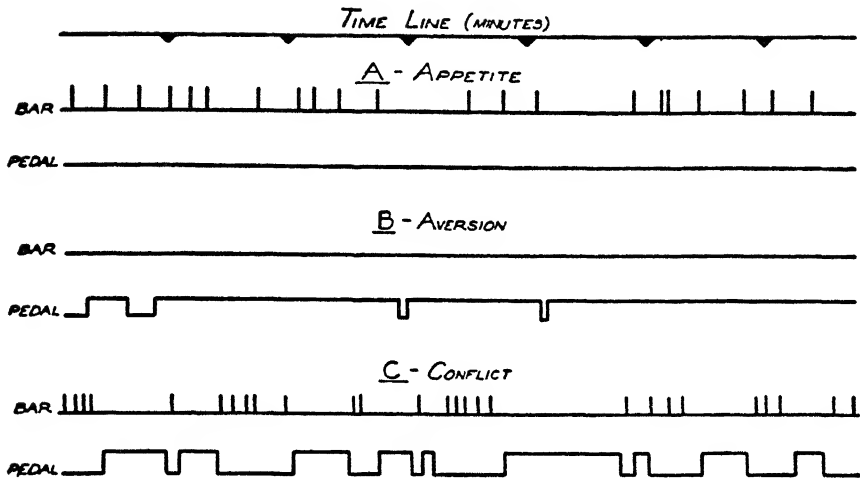 TIME LINE (MINUTES)
A - APPETITE
BAR
PEDAL
B - AVERSION
BAR
PEDAL
C - CONFLICT
BAR
PEDAL